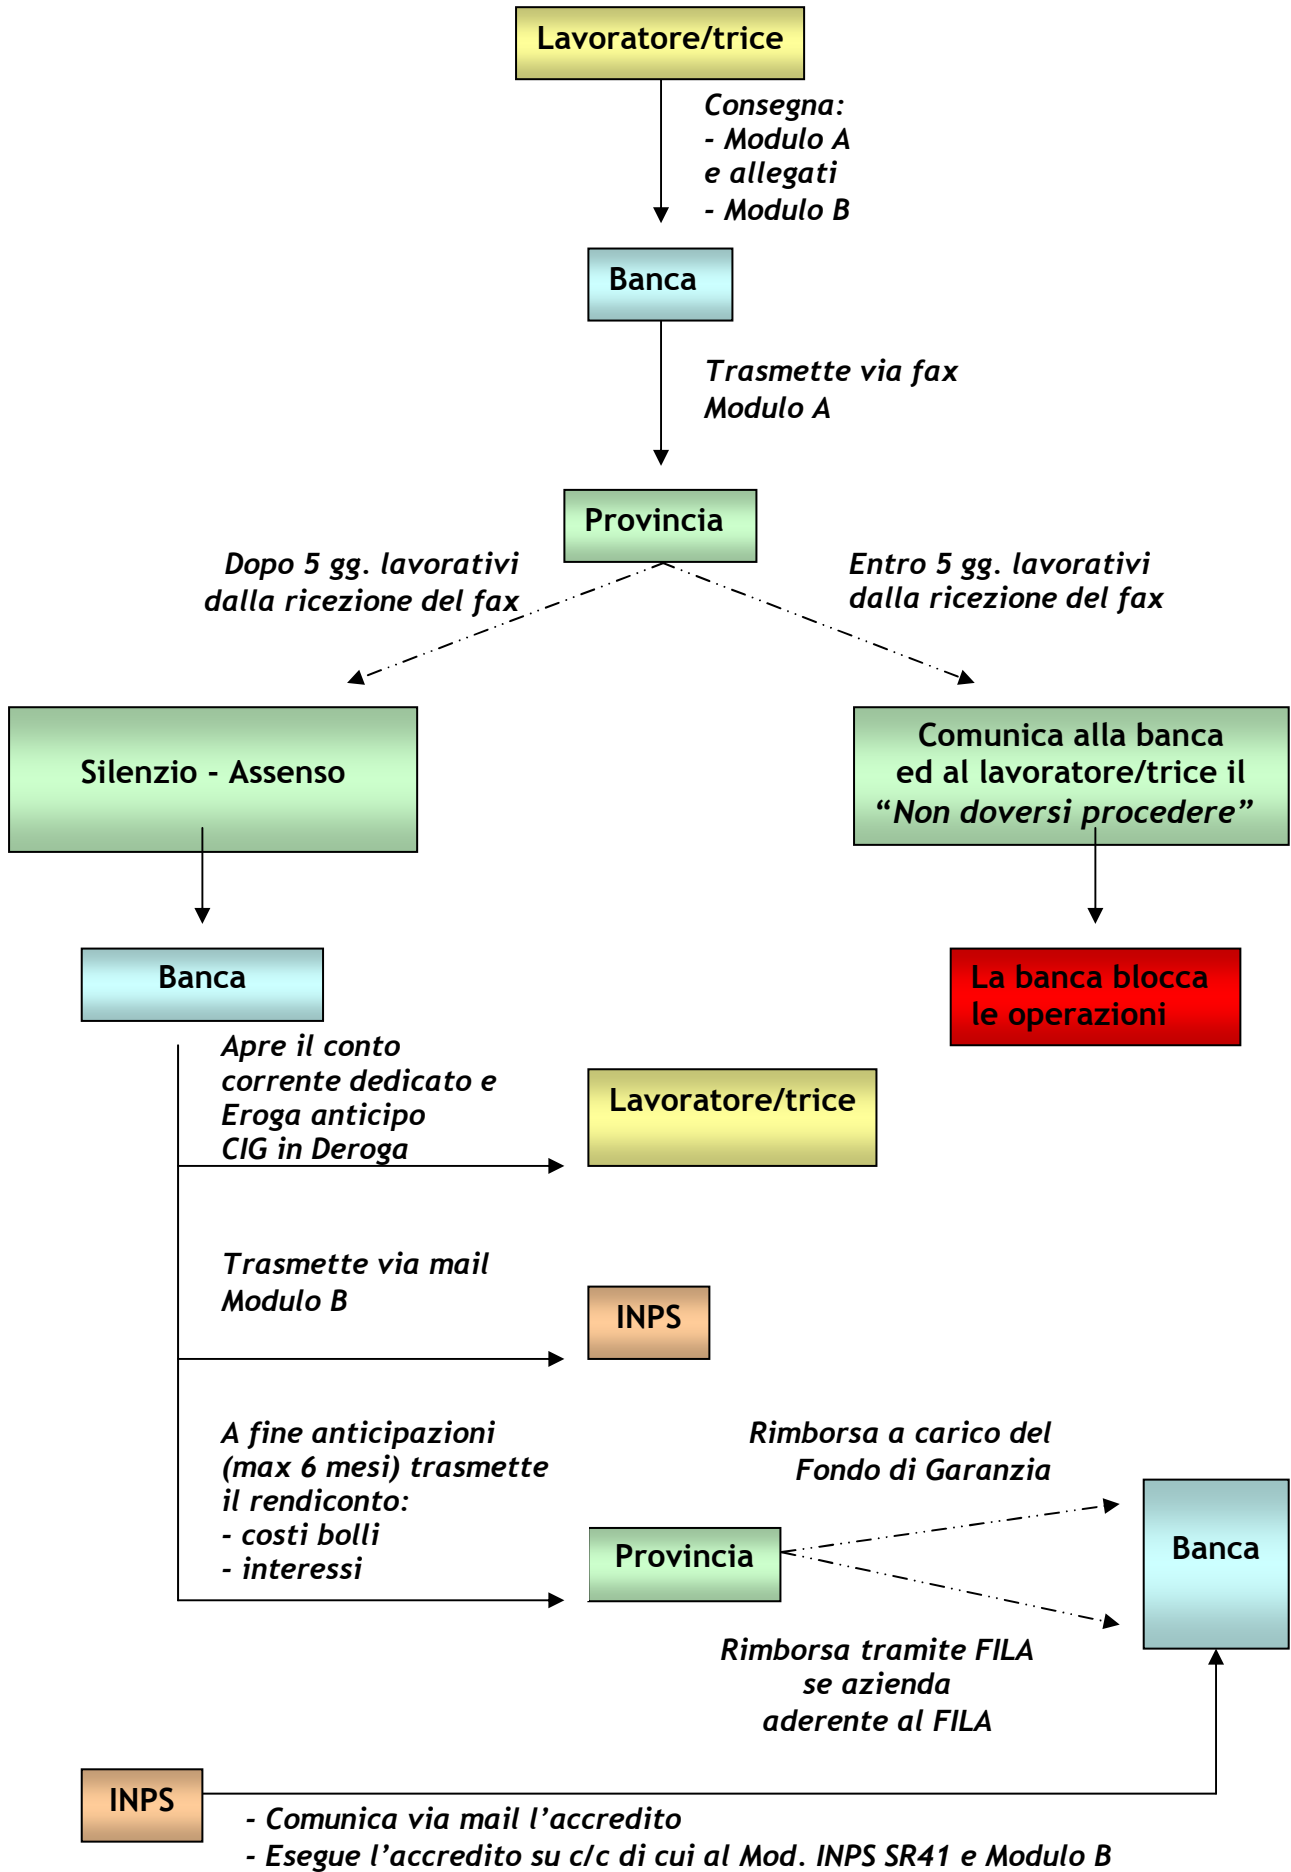 Lavoratore/trice
Consegna:
- Modulo A
e allegati
- Modulo B
Banca
Trasmette via fax
Modulo A
Provincia
Dopo 5 gg. lavorativi
dalla ricezione del fax
Entro 5 gg. lavorativi
dalla ricezione del fax
Silenzio - Assenso
Comunica alla banca
ed al lavoratore/trice il
“Non doversi procedere”
Banca
La banca blocca
le operazioni
Apre il conto
corrente dedicato e
Eroga anticipo
CIG in Deroga
Lavoratore/trice
Trasmette via mail
Modulo B
INPS
A fine anticipazioni
(max 6 mesi) trasmette
il rendiconto:
- costi bolli
- interessi
Provincia
Rimborsa a carico del
Fondo di Garanzia
Banca
Rimborsa tramite FILA
se azienda
aderente al FILA
INPS
- Comunica via mail l’accredito
- Esegue l’accredito su c/c di cui al Mod. INPS SR41 e Modulo B